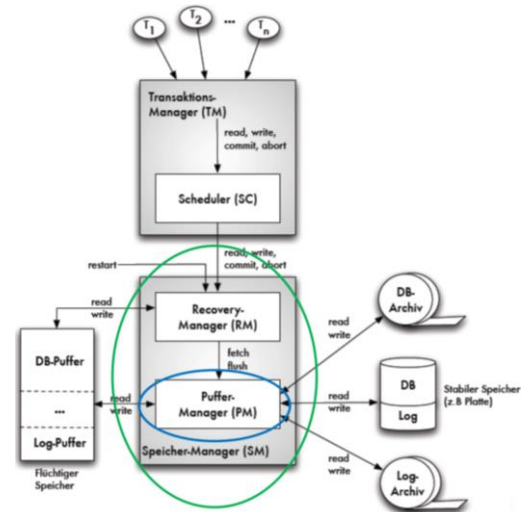 T1
T2
...
Tn
Transaktions-
Manager (TM)
read, write,
commit, abort
Scheduler (SC)
restart
read, write,
commit, abort
read
write
Recovery-
Manager (RM)
fetch
flush
DB-Puffer
...
Log-Puffer
Flüchtiger
Speicher
read
write
Puffer-
Manager (PM)
Speicher-Manager (SM)
read
write
DB-
Archiv
read
write
DB
Log
Stabiler Speicher
(z.B Platte)
read
write
Log-
Archiv